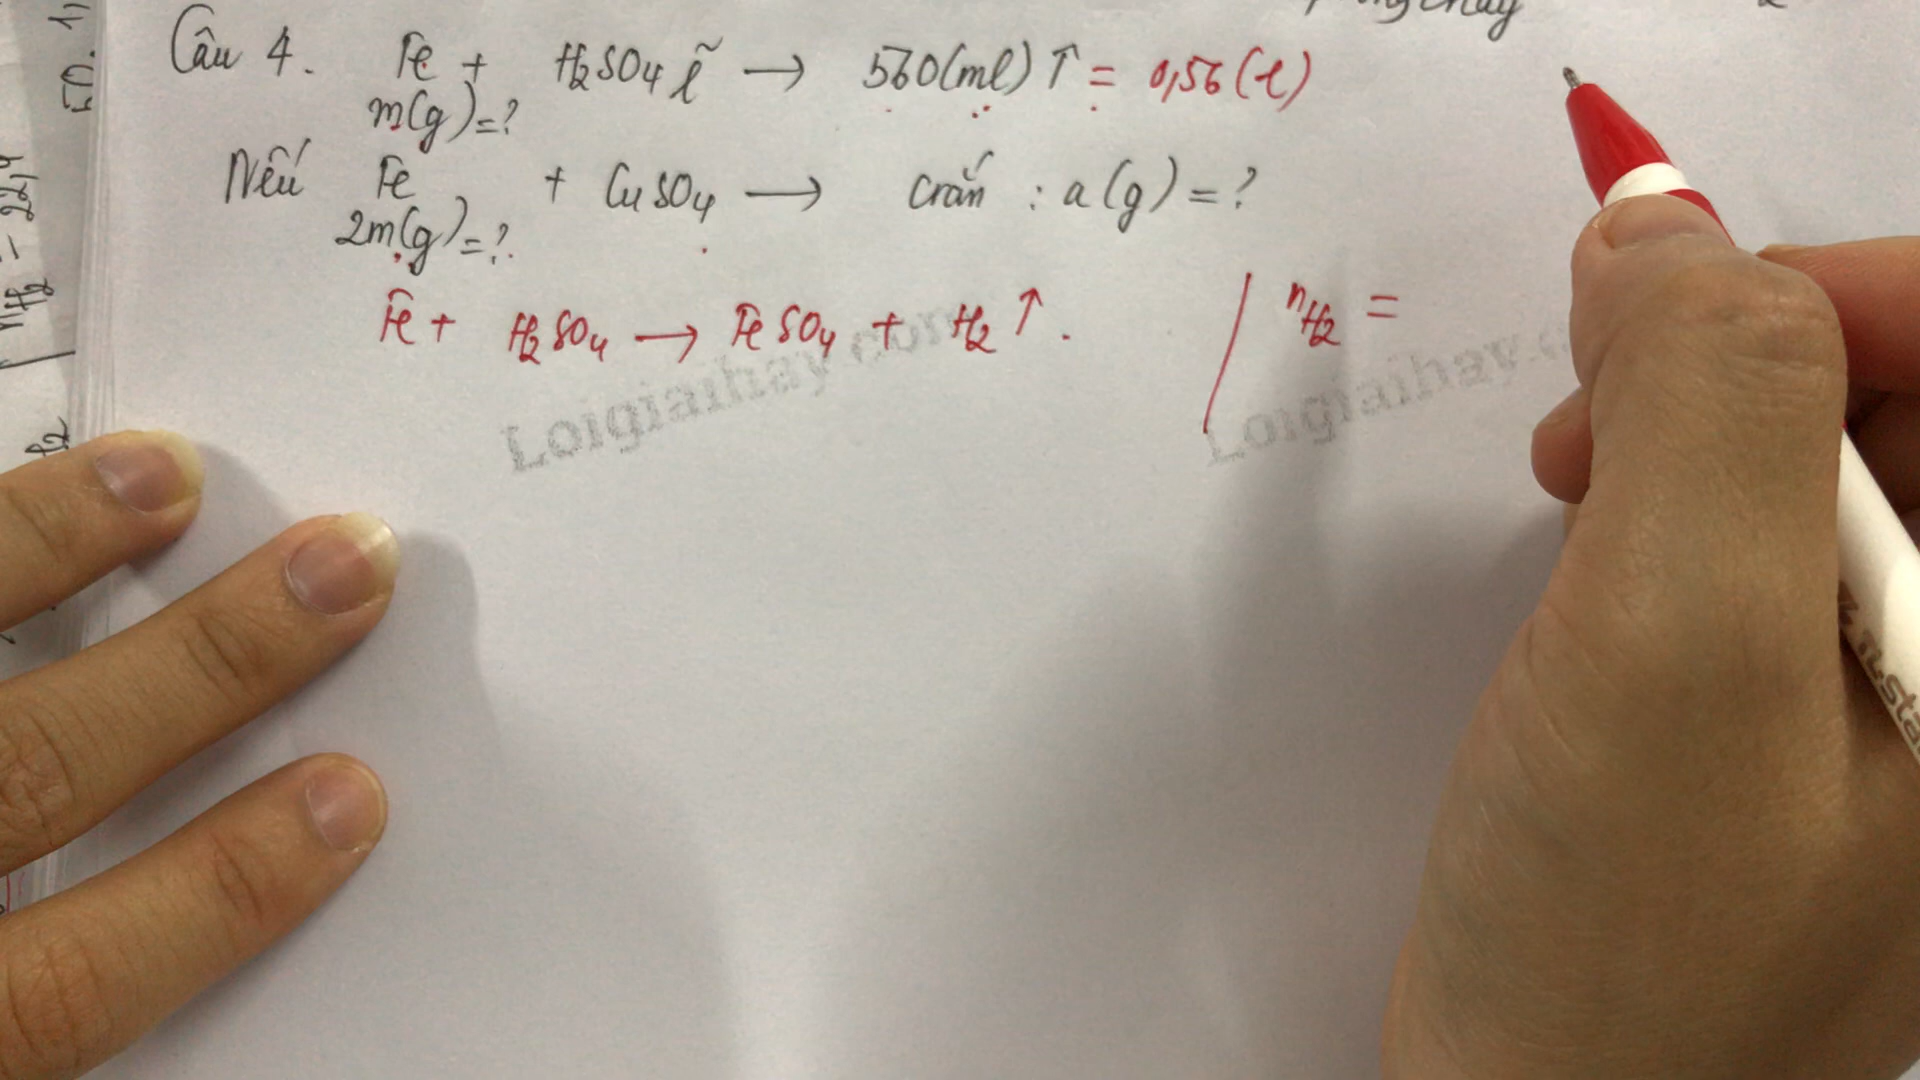 Câu 4. Fe + H2SO4 l̃ → 560(ml)↑ = 0,56(l)
m(g)=?
Nếu Fe + CuSO4 → crắn : a(g) = ?
2m(g)=?
Fe + H2SO4 → FeSO4 + H2↑. | nH2 =
Loigiaihay.com
Loigiaihay.c